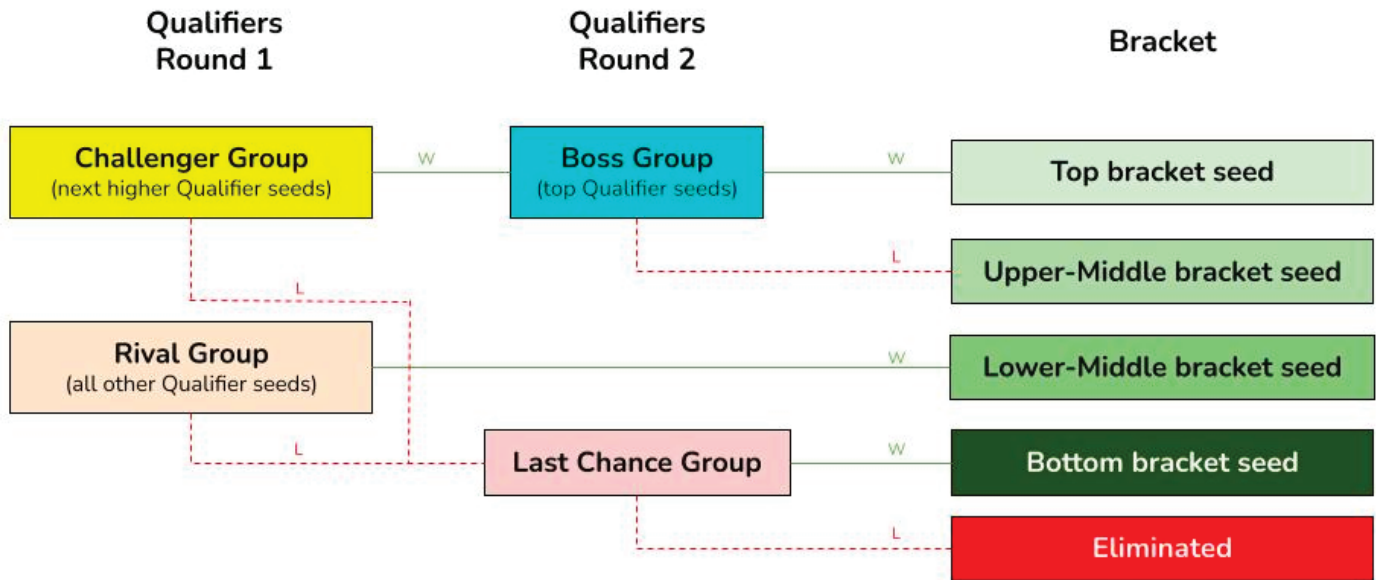 Qualifiers
Round 1
Qualifiers
Round 2
Bracket
Challenger Group
(next higher Qualifier seeds)
W
Boss Group
(top Qualifier seeds)
W
Top bracket seed
L
Upper-Middle bracket seed
L
Rival Group
(all other Qualifier seeds)
W
Lower-Middle bracket seed
L
Last Chance Group
W
Bottom bracket seed
L
Eliminated